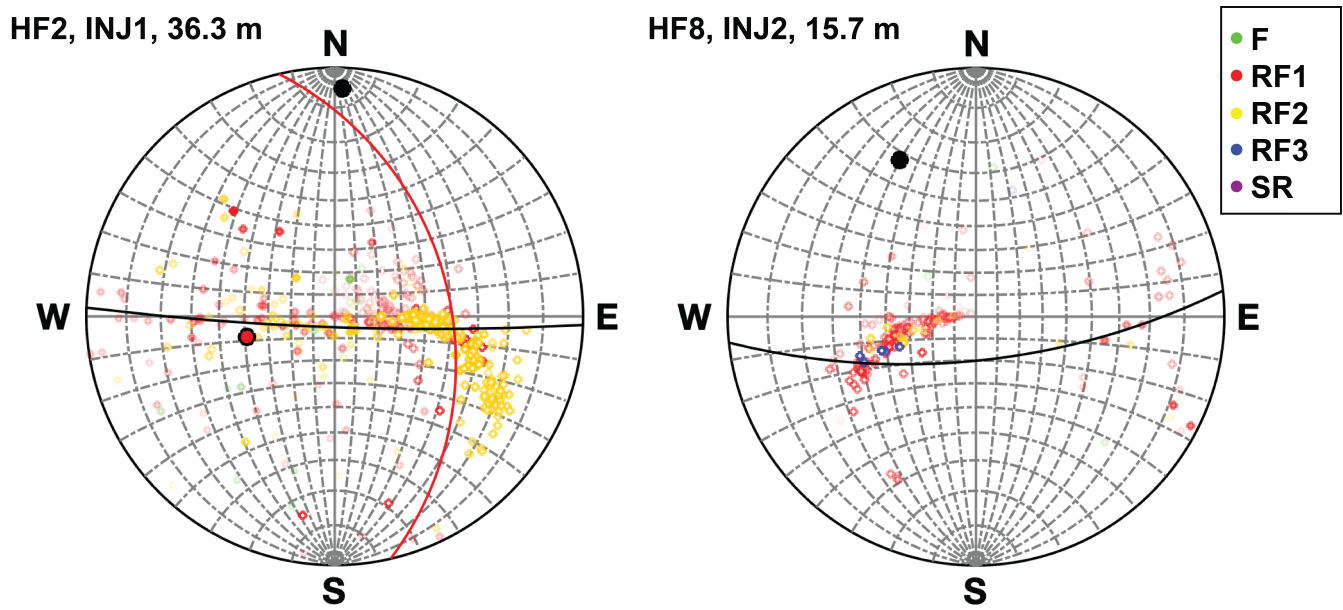 HF2, INJ1, 36.3 m
N
W
E
S
HF8, INJ2, 15.7 m
N
W
E
S
F
RF1
RF2
RF3
SR